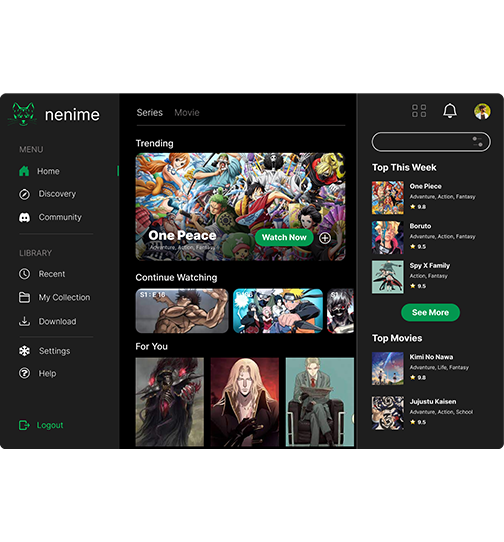 nenime
MENU
Home
Discovery
Community
LIBRARY
Recent
My Collection
Download
Settings
Help
Logout
Series Movie
Trending
One Peace
Adventure, Action, Fantasy
Watch Now
Continue Watching
S1 : E 16
For You
Top This Week
One Piece
Adventure, Action, Fantasy
9.8
Boruto
Adventure, Action, Fantasy
9.5
Spy X Family
Action, Fantasy
9.5
See More
Top Movies
Kimi No Nawa
Adventure, Life, Fantasy
9.8
Jujustu Kaisen
Adventure, Action, School
9.5